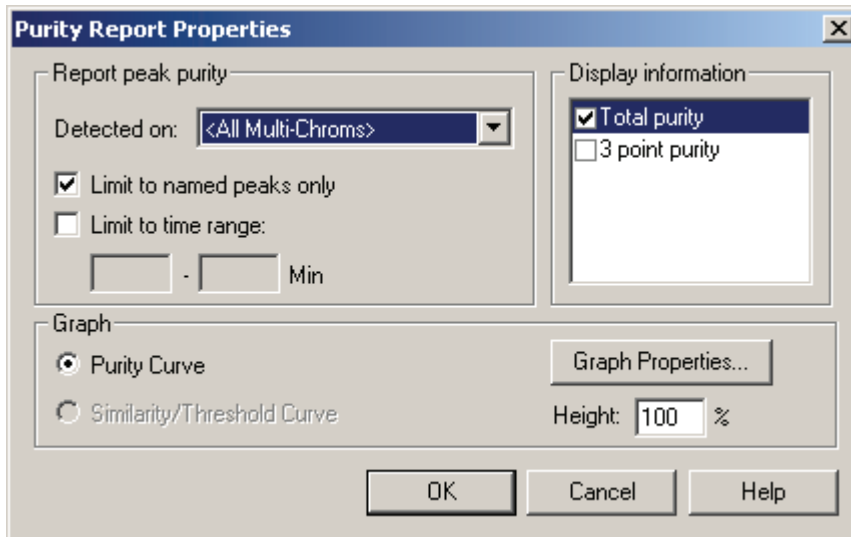 Purity Report Properties
Report peak purity
Detected on: <All Multi-Chroms>
Limit to named peaks only
Limit to time range:
- Min
Display information
Total purity
3 point purity
Graph
Purity Curve
Similarity/Threshold Curve
Graph Properties...
Height: 100 %
OK Cancel Help